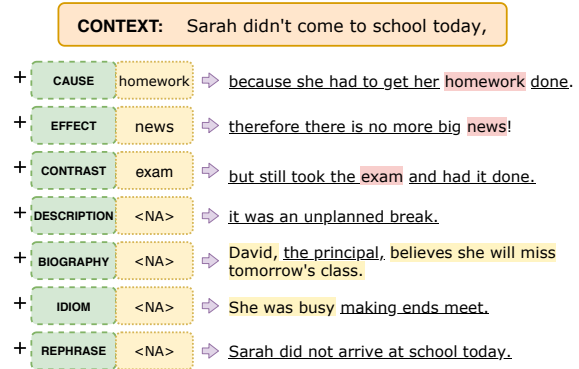 CONTEXT: Sarah didn't come to school today,
+ CAUSE homework because she had to get her homework done.
+ EFFECT news therefore there is no more big news!
+ CONTRAST exam but still took the exam and had it done.
+ DESCRIPTION <NA> it was an unplanned break.
+ BIOGRAPHY <NA> David, the principal, believes she will miss
tomorrow's class.
+ IDIOM <NA> She was busy making ends meet.
+ REPHRASE <NA> Sarah did not arrive at school today.